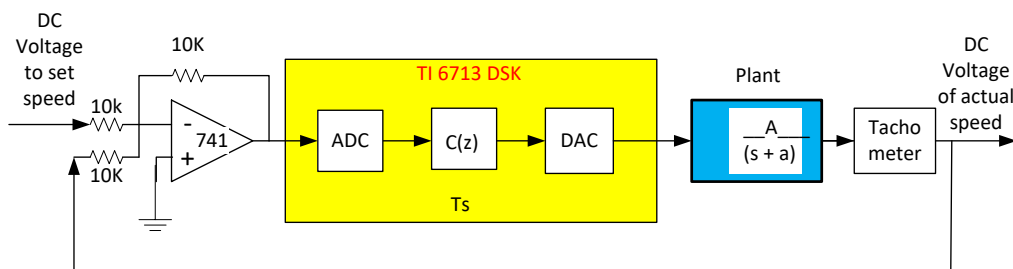 DC
Voltage
to set
speed
10K
10k
10K
-
+
741
TI 6713 DSK
ADC
C(z)
DAC
Ts
Plant
__A___
(s + a)
Tacho
meter
DC
Voltage
of actual
speed